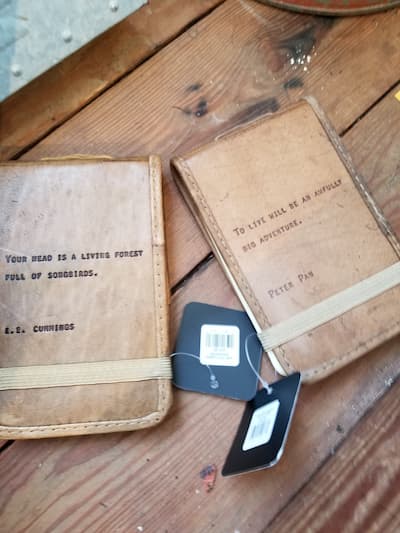 YOUR HEAD IS A LIVING FOREST
FULL OF SONGBIRDS.
E.E. CUMMINGS
TO LIVE WILL BE AN AWFULLY
BIG ADVENTURE.
PETER PAN